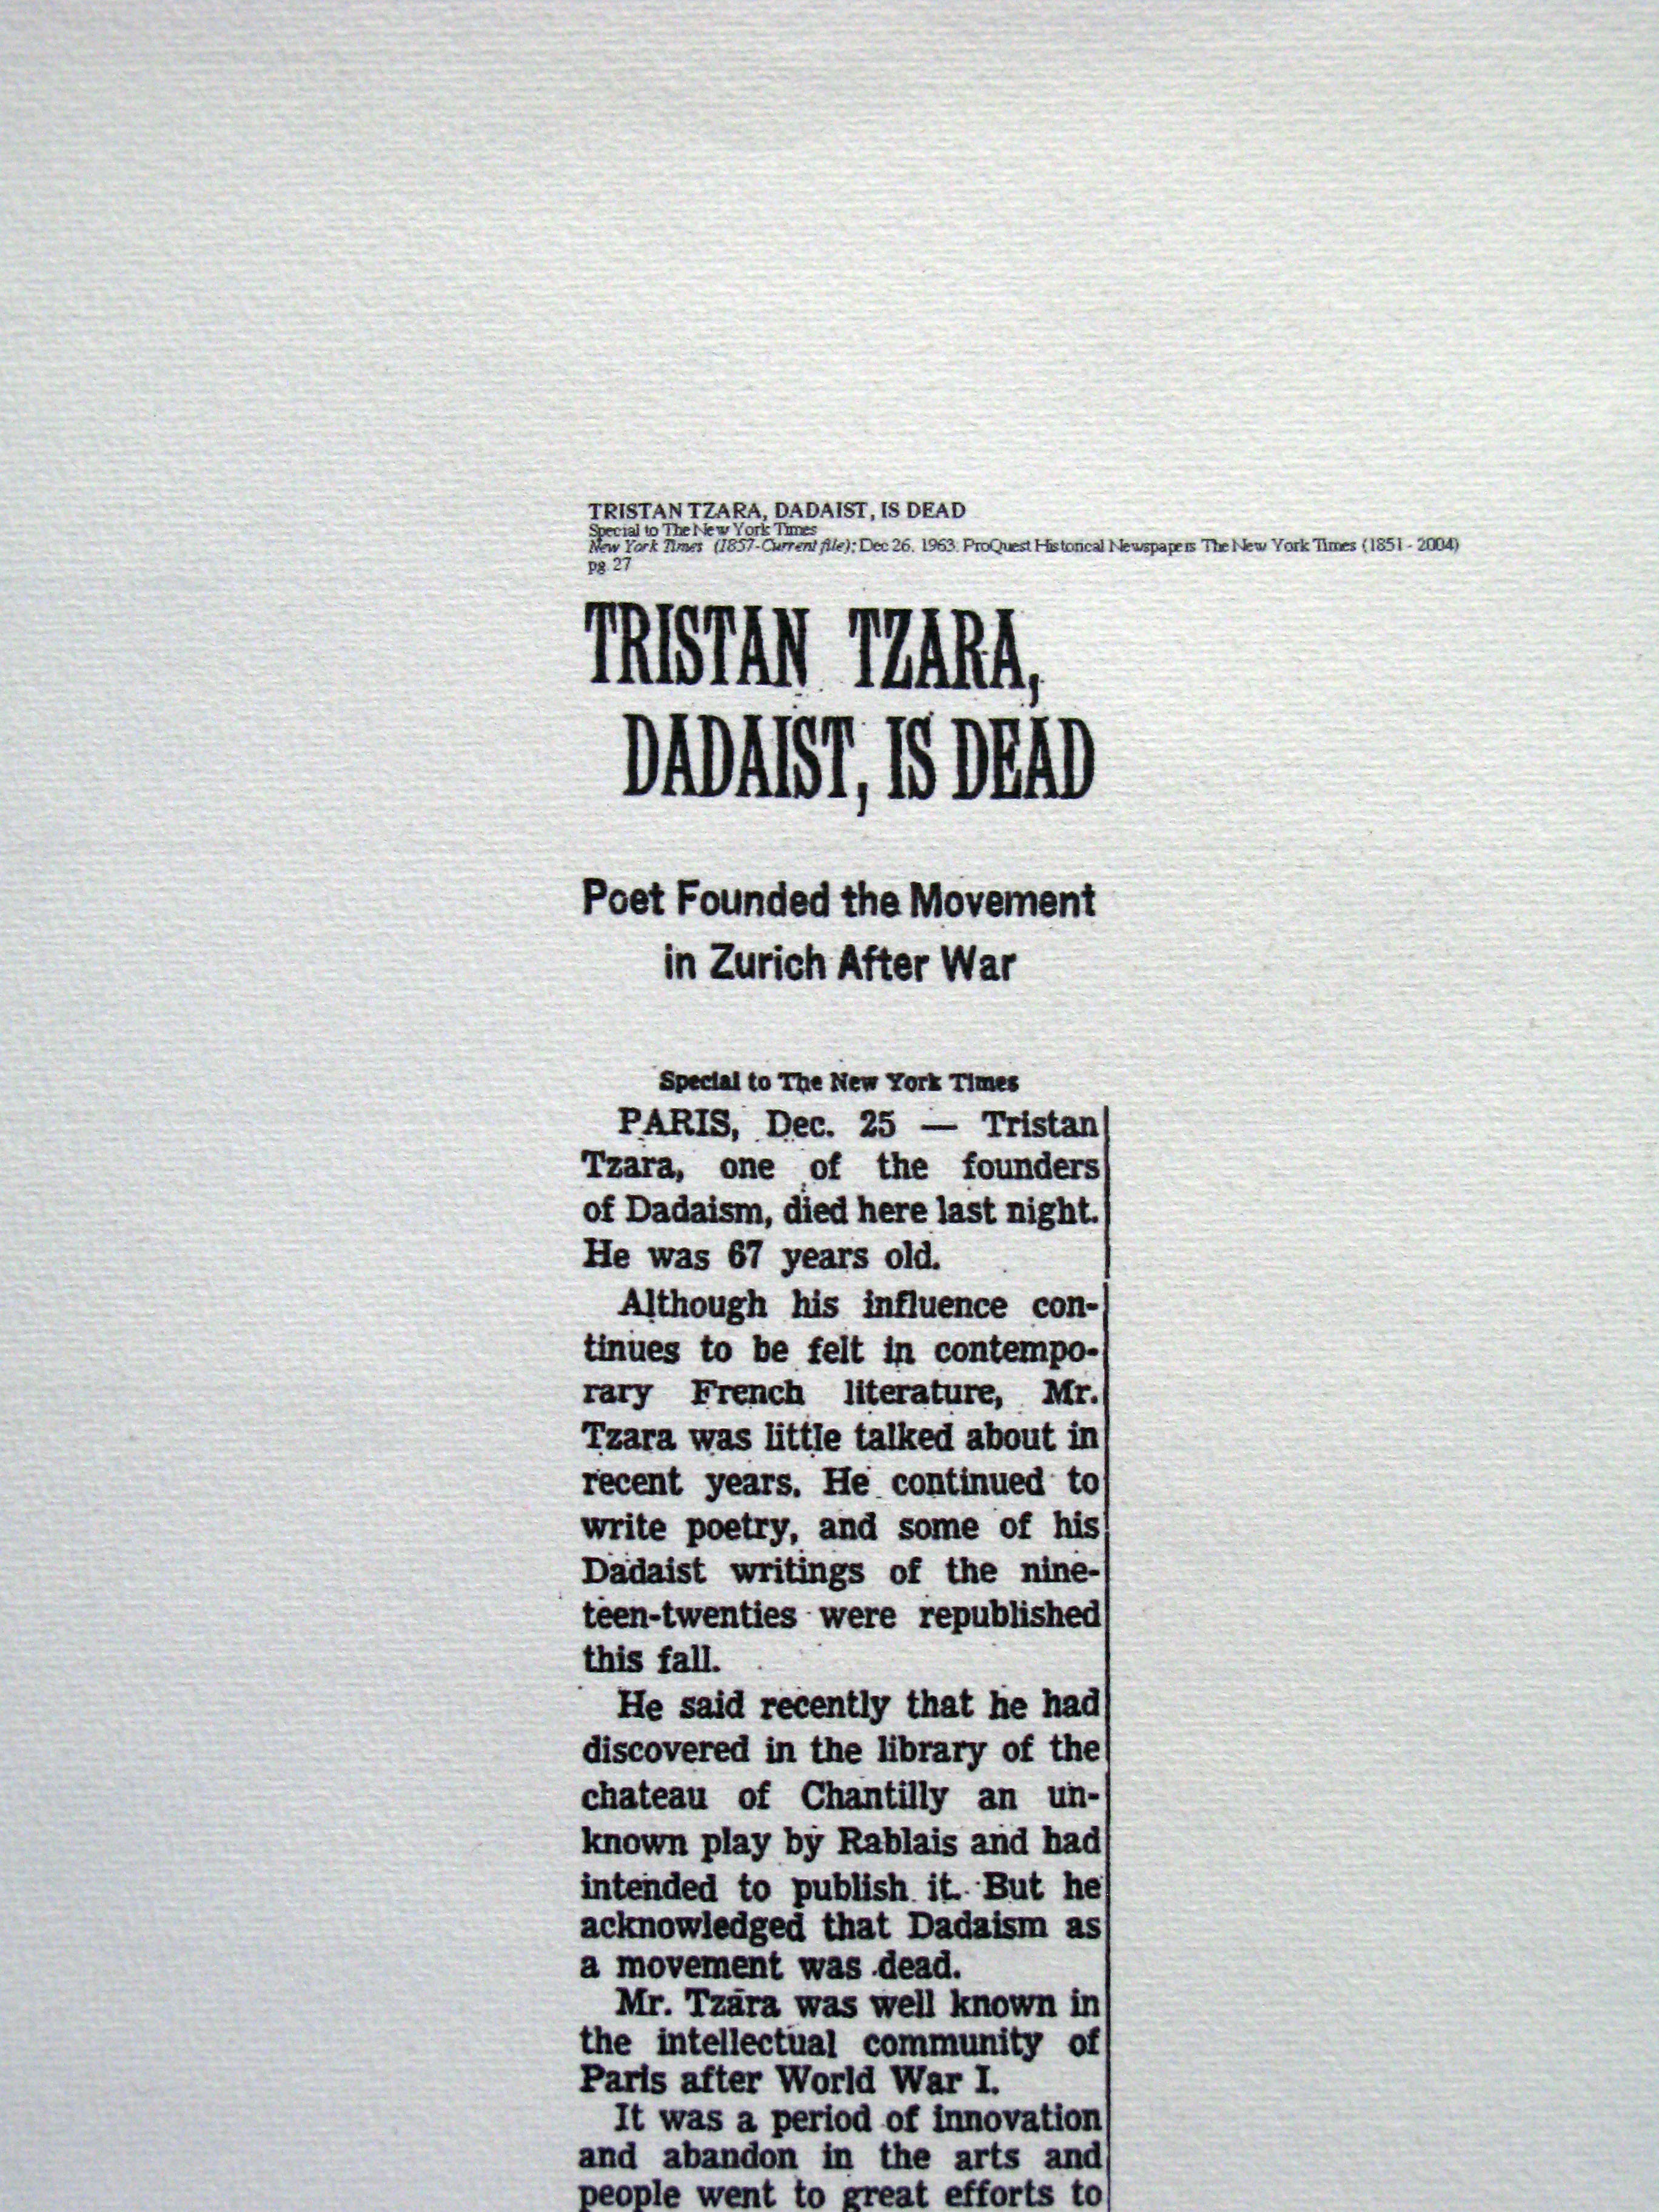 TRISTAN TZARA, DADAIST, IS DEAD
Special to The New York Times
New York Times (1857-Current file); Dec 26, 1963; ProQuest Historical Newspapers The New York Times (1851 - 2004)
pg. 27
TRISTAN TZARA,
DADAIST, IS DEAD
Poet Founded the Movement
in Zurich After War
Special to The New York Times
PARIS, Dec. 25 — Tristan
Tzara, one of the founders
of Dadaism, died here last night.
He was 67 years old.
Although his influence con-
tinues to be felt in contempo-
rary French literature, Mr.
Tzara was little talked about in
recent years. He continued to
write poetry, and some of his
Dadaist writings of the nine-
teen-twenties were republished
this fall.
He said recently that he had
discovered in the library of the
chateau of Chantilly an un-
known play by Rablais and had
intended to publish it. But he
acknowledged that Dadaism as
a movement was dead.
Mr. Tzara was well known in
the intellectual community of
Paris after World War I.
It was a period of innovation
and abandon in the arts and
people went to great efforts to